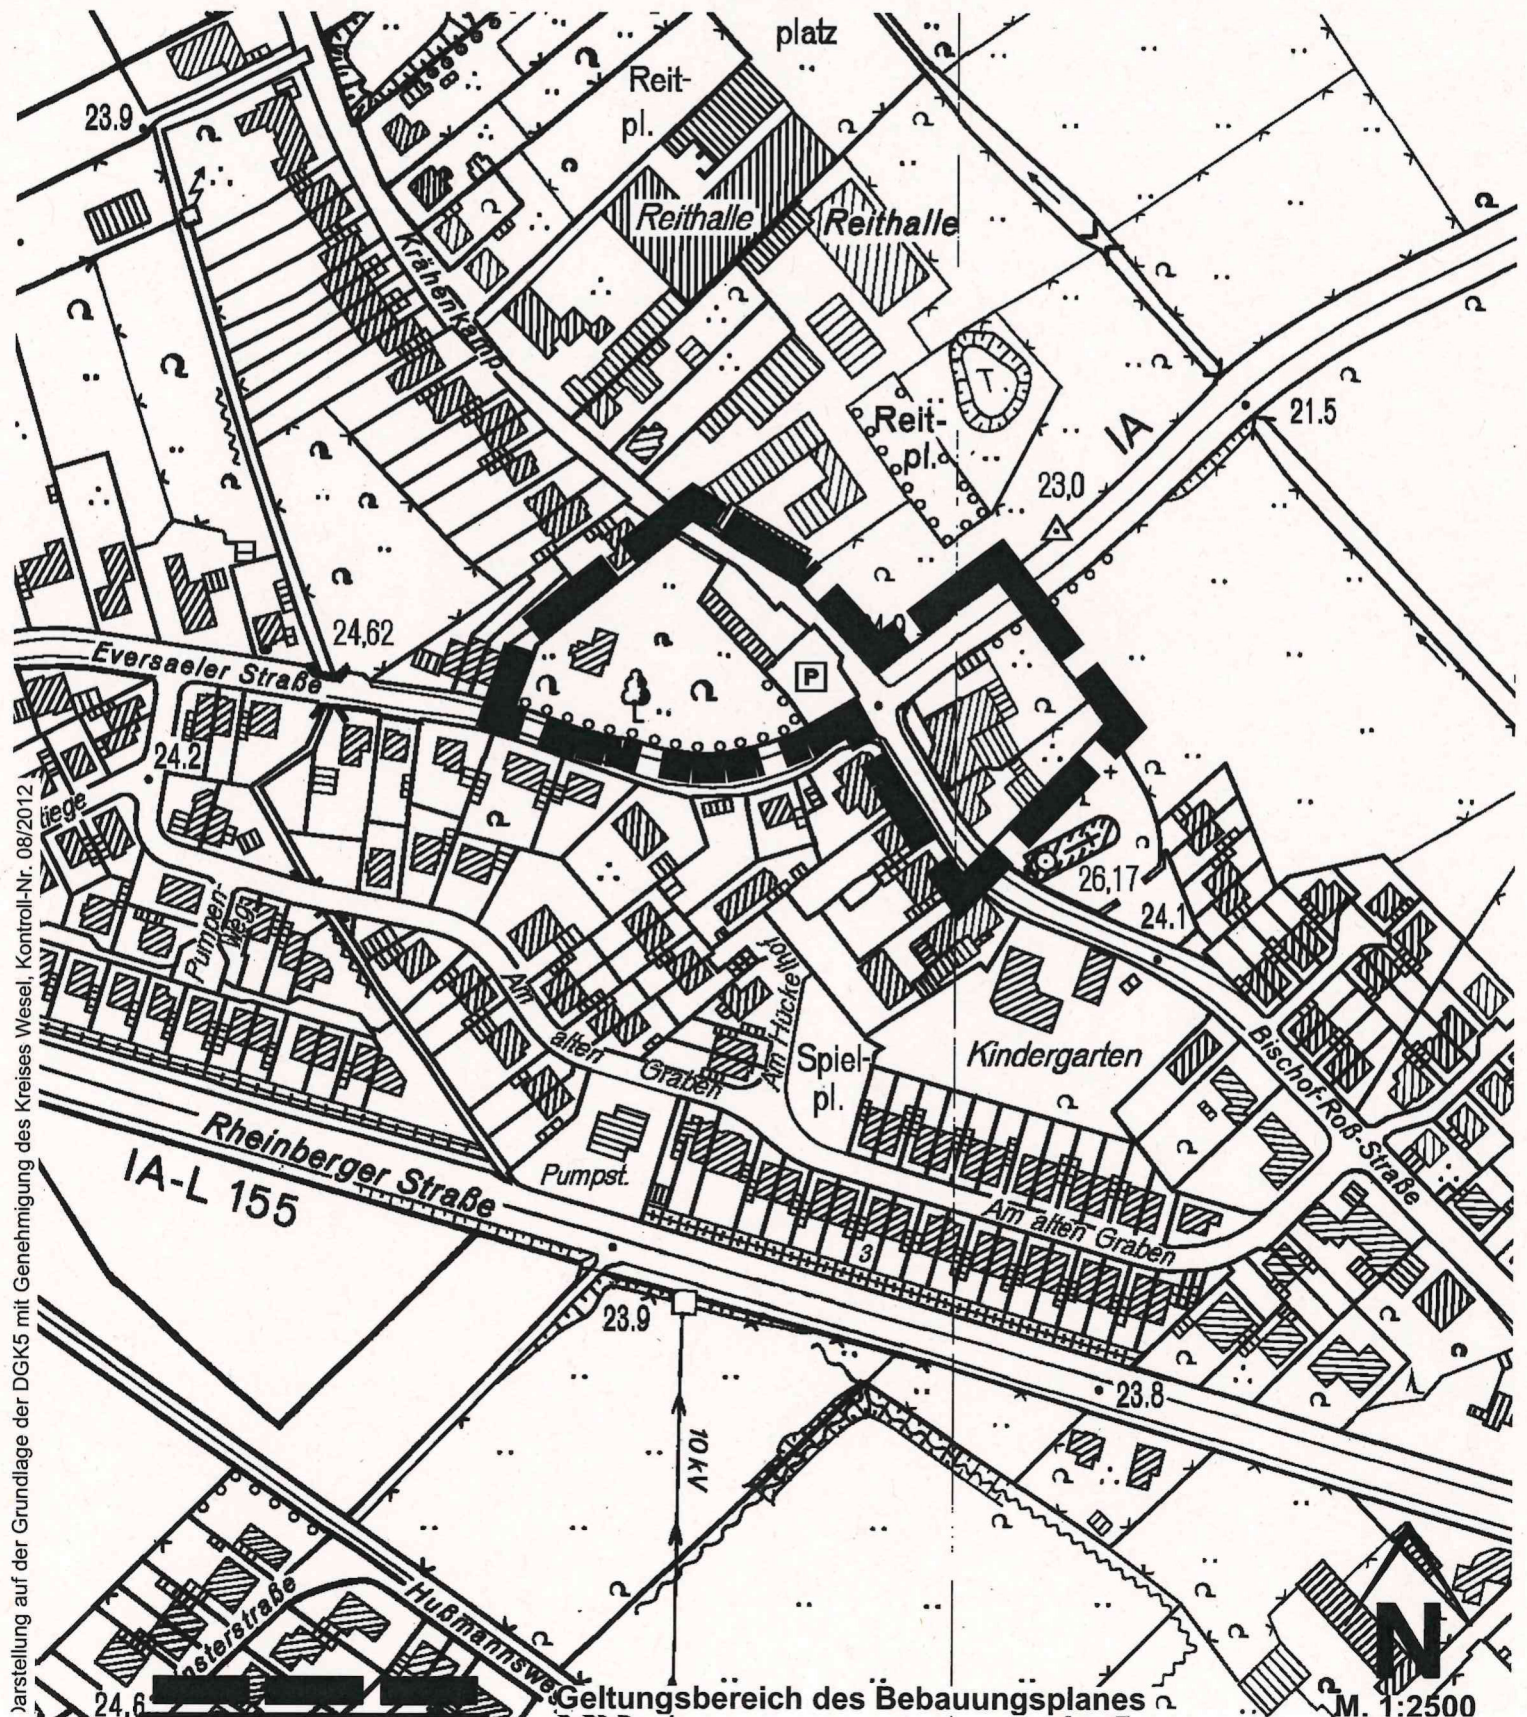 platz
Reit-
pl.
23.9
Reithalle
Reithalle
Krähenkamp
21.5
Reit-
pl.
T.
IA
23,0
24,62
Eversaeler Straße
P
L
24.2
26,17
24.1
Pumpen-
weg
Am
alten
Graben
Am Hückelhof
Spiel-
pl.
Kindergarten
Bischof-Roß-Straße
Rheinberger Straße
IA-L 155
Pumpst.
Am alten Graben
3
23.9
23.8
10 kV
Hußmannsweg
nsterstraße
24.6
Geltungsbereich des Bebauungsplanes
N
M. 1:2500
Darstellung auf der Grundlage der DGK5 mit Genehmigung des Kreises Wesel, Kontroll-Nr. 08/2012